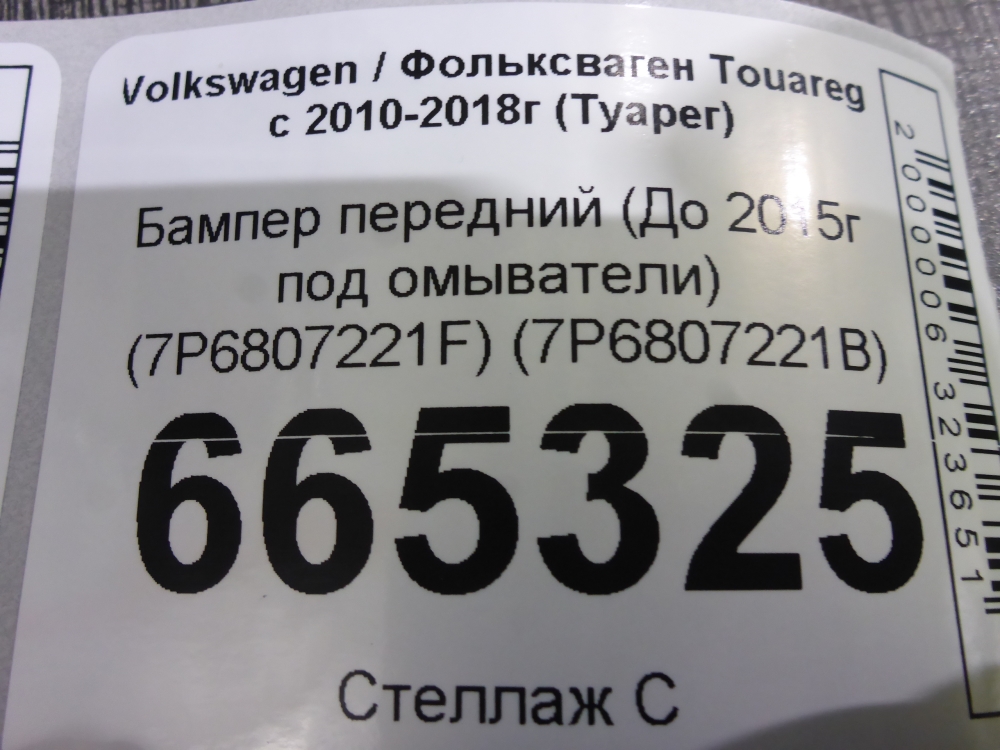 Volkswagen / Фольксваген Touareg
с 2010-2018г (Туарег)
Бампер передний (До 2015г
под омыватели)
(7P6807221F) (7P6807221B)
665325
Стеллаж С
2000006323651